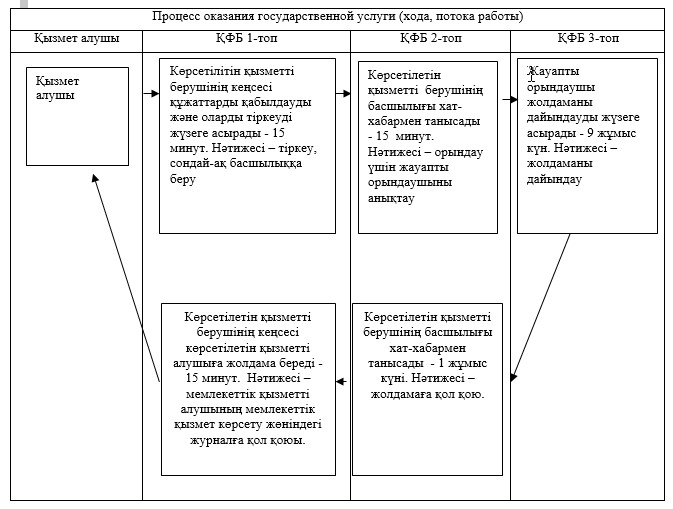 Процесс оказания государственной услуги (хода, потока работы)
Қызмет алушы
ҚФБ 1-топ
ҚФБ 2-топ
ҚФБ 3-топ
Қызмет
алушы
Көрсетілітін қызметті
берушінің кеңсесі
құжаттарды қабылдауды
және оларды тіркеуді
жүзеге асырады - 15
минут. Нәтижесі – тіркеу,
сондай-ақ басшылыққа
беру
Көрсетілетін
қызметті берушінің
басшылығы хат-
хабармен танысады
- 15 минут.
Нәтижесі – орындау
үшін жауапты
орындаушыны
анықтау
Жауапты
орындаушы
жолдаманы
дайындауды жүзеге
асырады - 9 жұмыс
күн. Нәтижесі –
жолдаманы
дайындау
Көрсетілетін қызметті
берушінің кеңсесі
көрсетілетін қызметті
алушыға жолдама береді -
15 минут. Нәтижесі –
мемлекеттік қызметті
алушының мемлекеттік
қызмет көрсету жөніндегі
журналға қол қоюы.
Көрсетілетін қызметті
берушінің басшылығы
хат-хабармен
танысады - 1 жұмыс
күні. Нәтижесі –
жолдамаға қол қою.